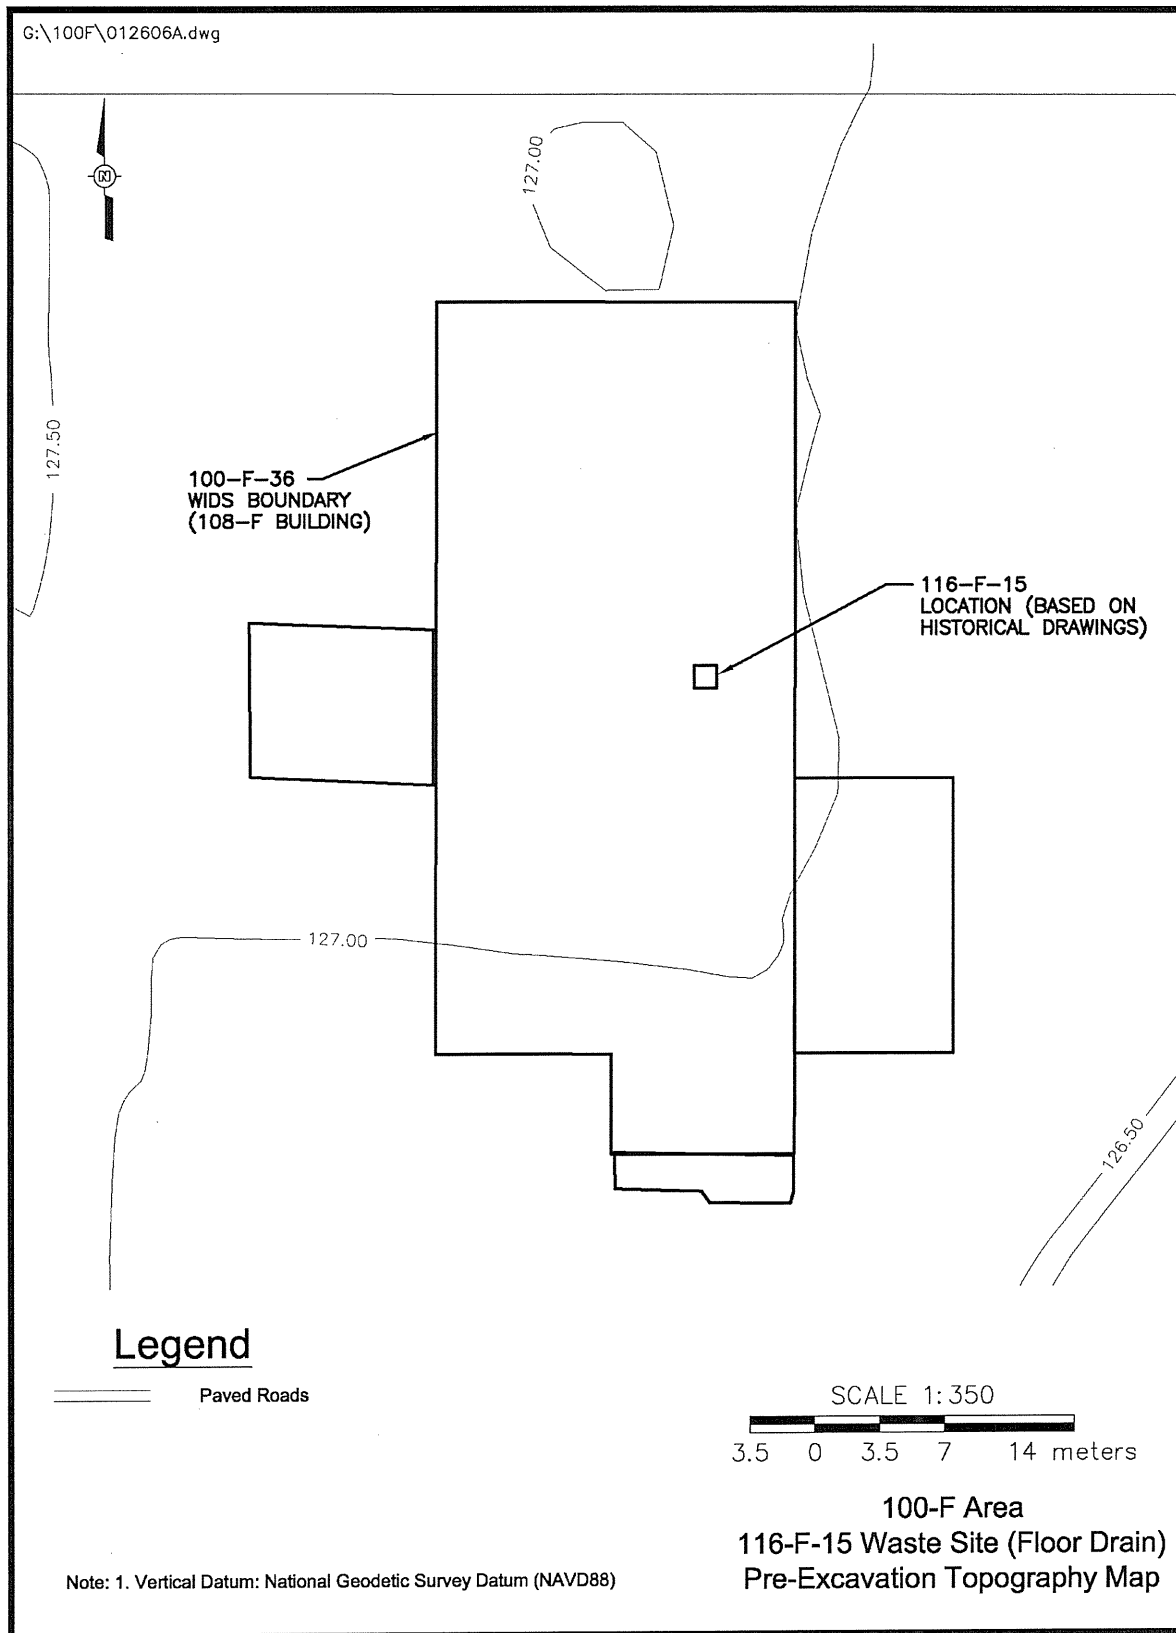 G:\100F\012606A.dwg
N
127.00
127.50
100-F-36
WIDS BOUNDARY
(108-F BUILDING)
116-F-15
LOCATION (BASED ON
HISTORICAL DRAWINGS)
127.00
126.50
Legend
Paved Roads
SCALE 1:350
3.5 0 3.5 7 14 meters
100-F Area
116-F-15 Waste Site (Floor Drain)
Pre-Excavation Topography Map
Note: 1. Vertical Datum: National Geodetic Survey Datum (NAVD88)